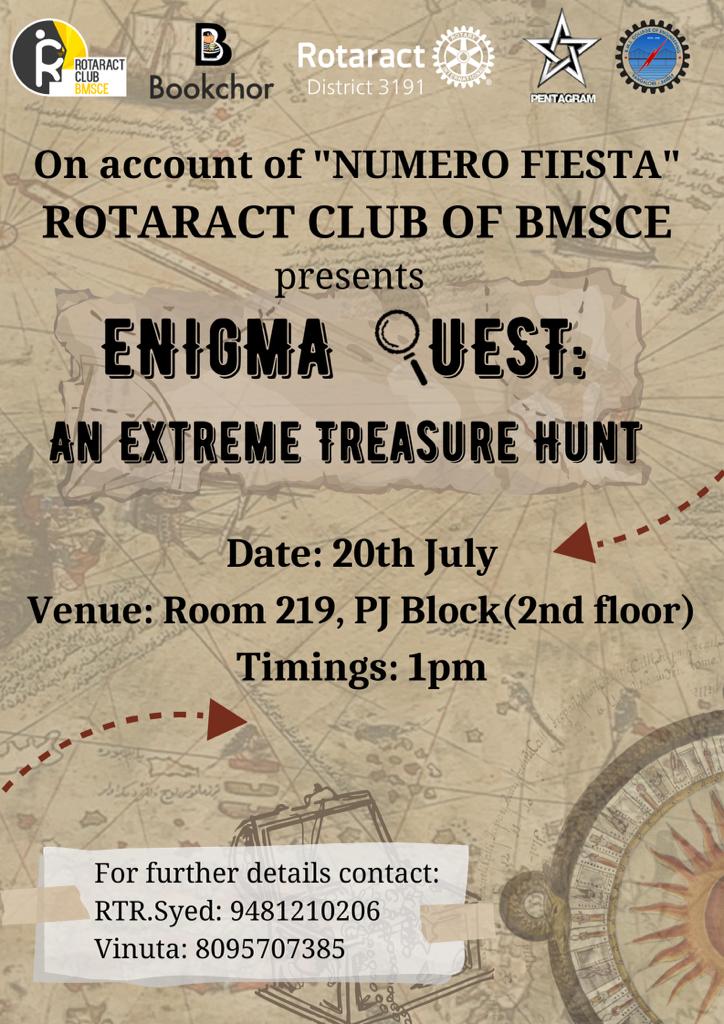 ROTARACT
CLUB
BMSCE
Bookchor
Rotaract
District 3191
ROTARY
INTERNATIONAL
PENTAGRAM
On account of "NUMERO FIESTA"
ROTARACT CLUB OF BMSCE
presents
ENIGMA QUEST:
AN EXTREME TREASURE HUNT
Date: 20th July
Venue: Room 219, PJ Block(2nd floor)
Timings: 1pm
For further details contact:
RTR.Syed: 9481210206
Vinuta: 8095707385